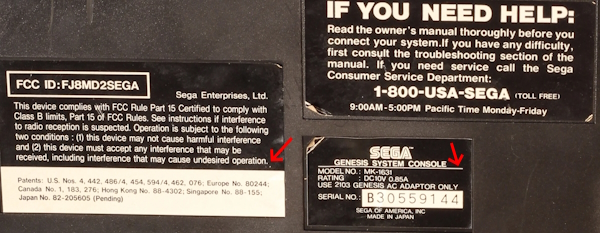 FCC ID: FJ8MD2SEGA
Sega Enterprises, Ltd.
This device complies with FCC Rule Part 15 Certified to comply with
Class B limits, Part 15 of FCC Rules. See instructions if interference
to radio reception is suspected. Operation is subject to the following
two conditions : (1) this device may not cause harmful interference
and (2) this device must accept any interference that may be
received, including interference that may cause undesired operation.
Patents: U.S. Nos. 4, 442, 486/4, 454, 594/4, 462, 076; Europe No. 80244;
Canada No. 1, 183, 276; Hong Kong No. 88-4302; Singapore No. 88-155;
Japan No. 82-205605 (Pending)
IF YOU NEED HELP:
Read the owner's manual thoroughly before you
connect your system.If you have any difficulty,
first consult the troubleshooting section of the
manual. If you need service call the Sega
Consumer Service Department:
1-800-USA-SEGA (TOLL FREE)
9:00AM-5:00PM Pacific Time Monday-Friday
SEGA
GENESIS SYSTEM CONSOLE
MODEL NO.: MK-1631
RATING : DC10V 0.85A
USE 2103 GENESIS AC ADAPTOR ONLY
SERIAL NO.: B30559144
SEGA OF AMERICA, INC
MADE IN JAPAN